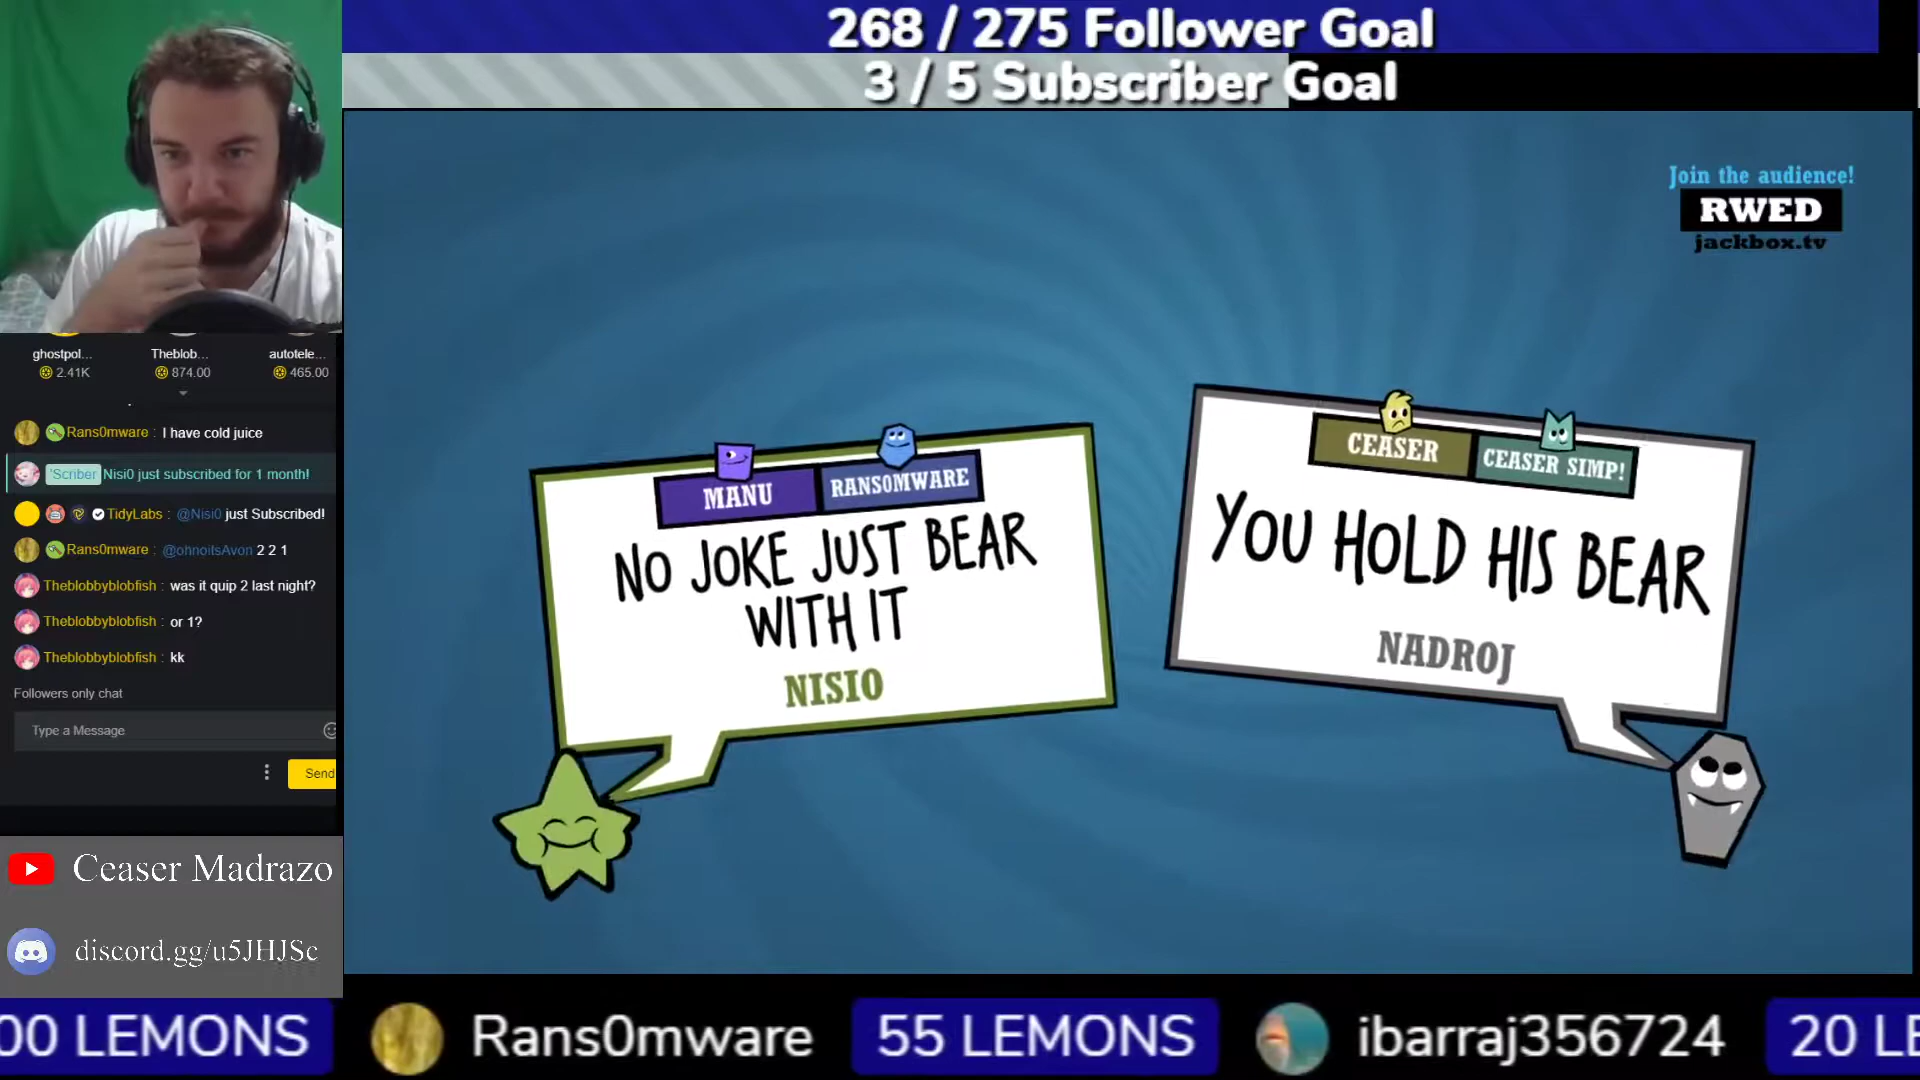 268 / 275 Follower Goal
3 / 5 Subscriber Goal
Join the audience!
RWED
jackbox.tv
ghostpol... Theblob... autotele...
2.41K 874.00 465.00
Rans0mware : I have cold juice
'Scriber Nisi0 just subscribed for 1 month!
TidyLabs : @Nisi0 just Subscribed!
Rans0mware : @ohnoitsAvon 2 2 1
Theblobbyblobfish : was it quip 2 last night?
Theblobbyblobfish : or 1?
Theblobbyblobfish : kk
Followers only chat
Type a Message
Send
MANU RANSOMWARE
NO JOKE JUST BEAR
WITH IT
NISIO
CEASER CEASER SIMP!
YOU HOLD HIS BEAR
NADROJ
Ceaser Madrazo
discord.gg/u5JHJSc
00 LEMONS Rans0mware 55 LEMONS ibarraj356724 20 LE